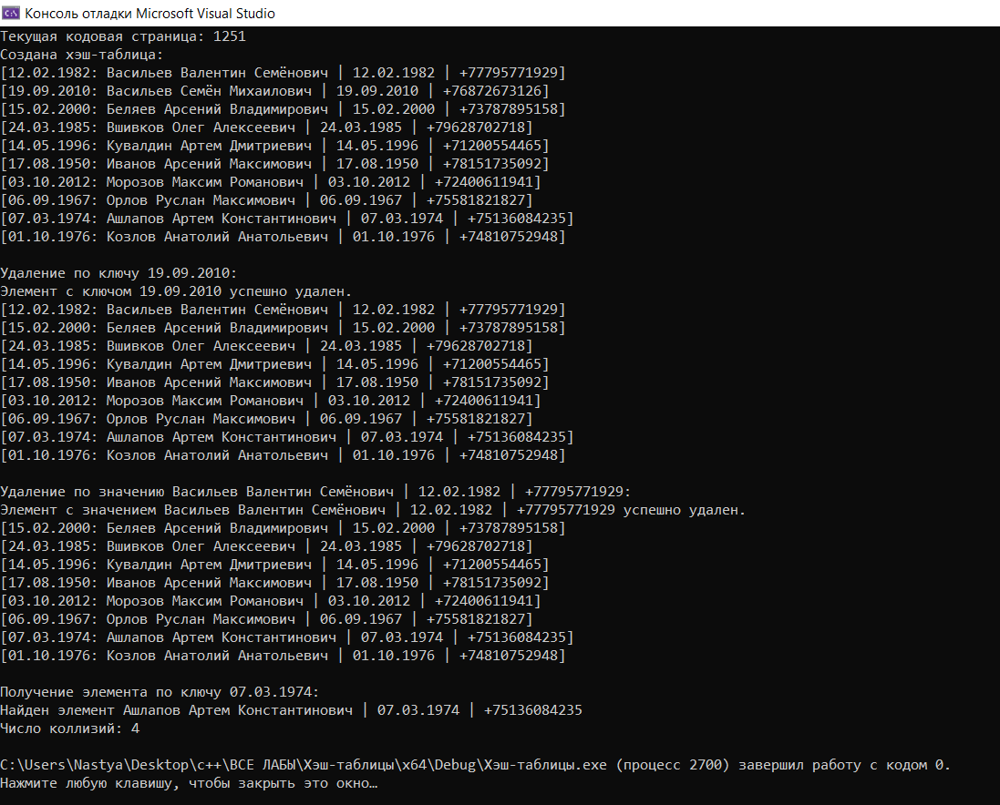 Консоль отладки Microsoft Visual Studio
Текущая кодовая страница: 1251
Создана хэш-таблица:
[12.02.1982: Васильев Валентин Семёнович | 12.02.1982 | +77795771929]
[19.09.2010: Васильев Семён Михаилович | 19.09.2010 | +76872673126]
[15.02.2000: Беляев Арсений Владимирович | 15.02.2000 | +73787895158]
[24.03.1985: Вшивков Олег Алексеевич | 24.03.1985 | +79628702718]
[14.05.1996: Кувалдин Артем Дмитриевич | 14.05.1996 | +71200554465]
[17.08.1950: Иванов Арсений Максимович | 17.08.1950 | +78151735092]
[03.10.2012: Морозов Максим Романович | 03.10.2012 | +72400611941]
[06.09.1967: Орлов Руслан Максимович | 06.09.1967 | +75581821827]
[07.03.1974: Ашлапов Артем Константинович | 07.03.1974 | +75136084235]
[01.10.1976: Козлов Анатолий Анатольевич | 01.10.1976 | +74810752948]
Удаление по ключу 19.09.2010:
Элемент с ключом 19.09.2010 успешно удален.
[12.02.1982: Васильев Валентин Семёнович | 12.02.1982 | +77795771929]
[15.02.2000: Беляев Арсений Владимирович | 15.02.2000 | +73787895158]
[24.03.1985: Вшивков Олег Алексеевич | 24.03.1985 | +79628702718]
[14.05.1996: Кувалдин Артем Дмитриевич | 14.05.1996 | +71200554465]
[17.08.1950: Иванов Арсений Максимович | 17.08.1950 | +78151735092]
[03.10.2012: Морозов Максим Романович | 03.10.2012 | +72400611941]
[06.09.1967: Орлов Руслан Максимович | 06.09.1967 | +75581821827]
[07.03.1974: Ашлапов Артем Константинович | 07.03.1974 | +75136084235]
[01.10.1976: Козлов Анатолий Анатольевич | 01.10.1976 | +74810752948]
Удаление по значению Васильев Валентин Семёнович | 12.02.1982 | +77795771929:
Элемент с значением Васильев Валентин Семёнович | 12.02.1982 | +77795771929 успешно удален.
[15.02.2000: Беляев Арсений Владимирович | 15.02.2000 | +73787895158]
[24.03.1985: Вшивков Олег Алексеевич | 24.03.1985 | +79628702718]
[14.05.1996: Кувалдин Артем Дмитриевич | 14.05.1996 | +71200554465]
[17.08.1950: Иванов Арсений Максимович | 17.08.1950 | +78151735092]
[03.10.2012: Морозов Максим Романович | 03.10.2012 | +72400611941]
[06.09.1967: Орлов Руслан Максимович | 06.09.1967 | +75581821827]
[07.03.1974: Ашлапов Артем Константинович | 07.03.1974 | +75136084235]
[01.10.1976: Козлов Анатолий Анатольевич | 01.10.1976 | +74810752948]
Получение элемента по ключу 07.03.1974:
Найден элемент Ашлапов Артем Константинович | 07.03.1974 | +75136084235
Число коллизий: 4
C:\Users\Nastya\Desktop\c++\ВСЕ ЛАБЫ\Хэш-таблицы\x64\Debug\Хэш-таблицы.exe (процесс 2700) завершил работу с кодом 0.
Нажмите любую клавишу, чтобы закрыть это окно…